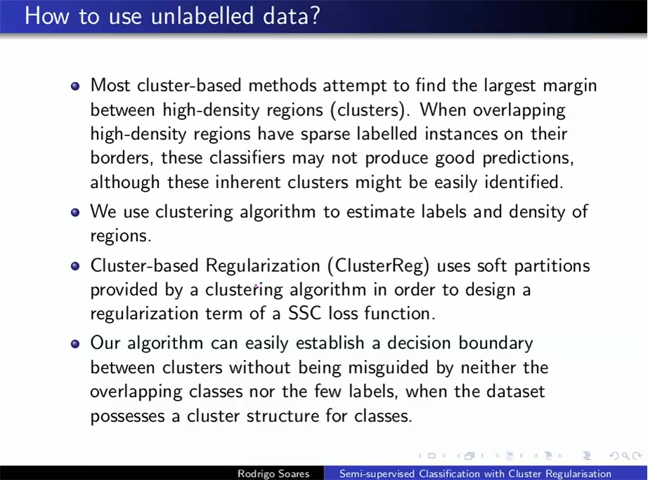 How to use unlabelled data?
Most cluster-based methods attempt to find the largest margin
between high-density regions (clusters). When overlapping
high-density regions have sparse labelled instances on their
borders, these classifiers may not produce good predictions,
although these inherent clusters might be easily identified.
We use clustering algorithm to estimate labels and density of
regions.
Cluster-based Regularization (ClusterReg) uses soft partitions
provided by a clustering algorithm in order to design a
regularization term of a SSC loss function.
Our algorithm can easily establish a decision boundary
between clusters without being misguided by neither the
overlapping classes nor the few labels, when the dataset
possesses a cluster structure for classes.
Rodrigo Soares Semi-supervised Classification with Cluster Regularisation